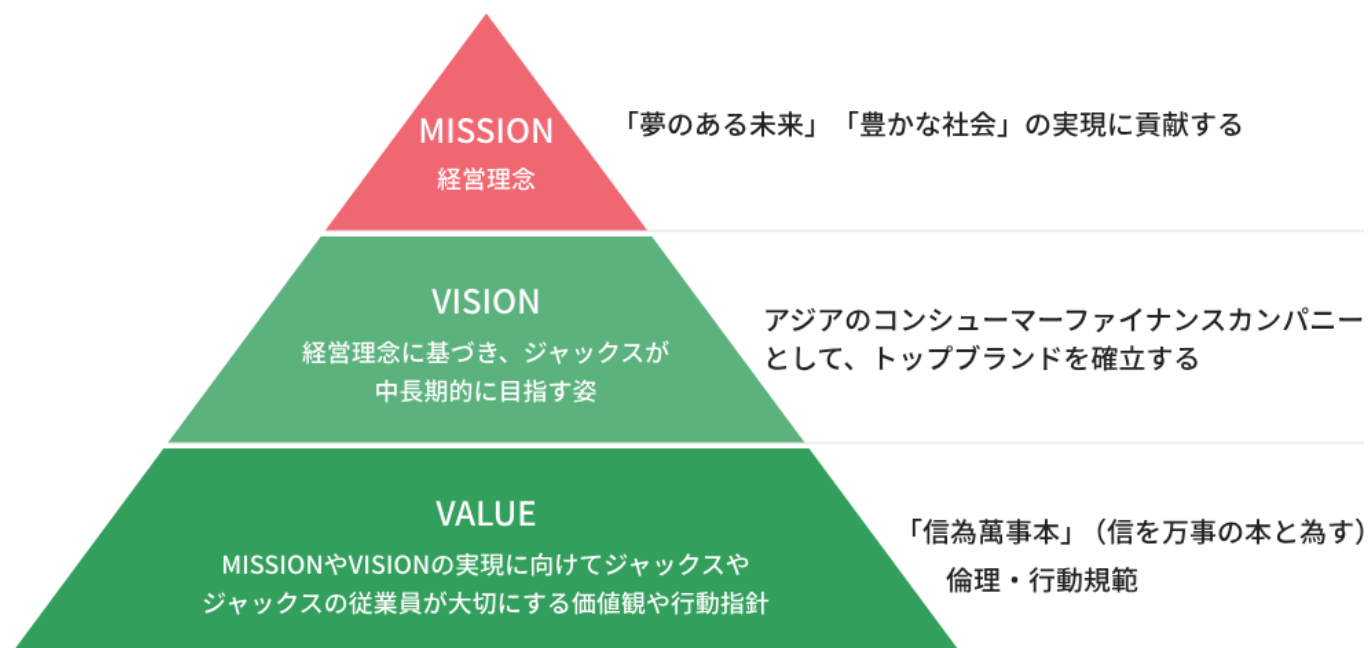 MISSION
経営理念
「夢のある未来」「豊かな社会」の実現に貢献する
VISION
経営理念に基づき、ジャックスが
中長期的に目指す姿
アジアのコンシューマーファイナンスカンパニー
として、トップブランドを確立する
VALUE
MISSIONやVISIONの実現に向けてジャックスや
ジャックスの従業員が大切にする価値観や行動指針
「信為萬事本」（信を万事の本と為す）
倫理・行動規範